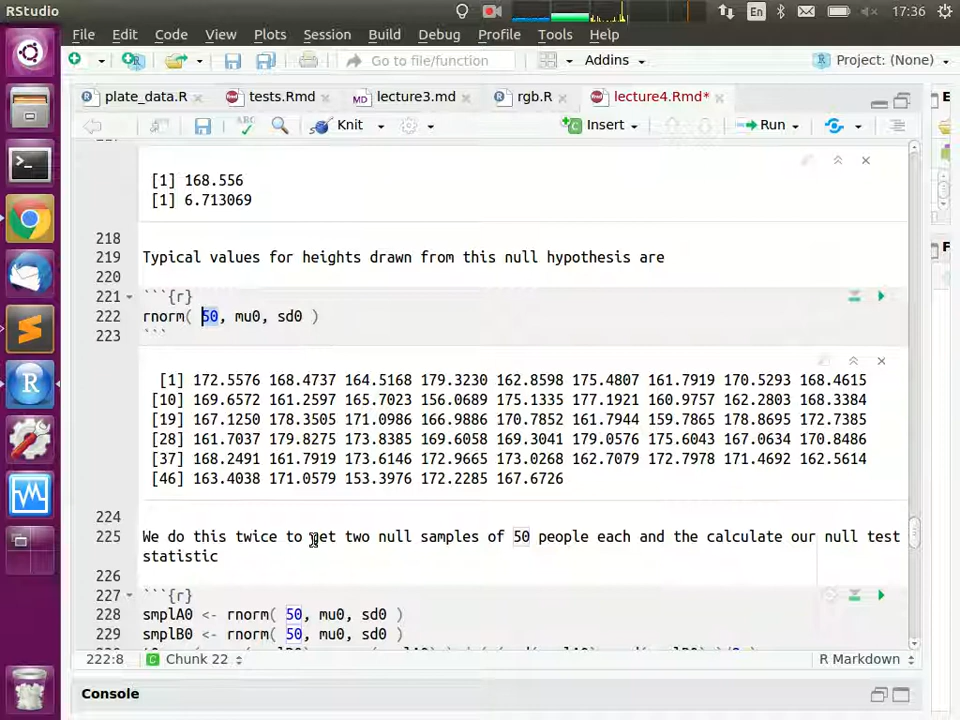 RStudio
En
17:36
File Edit Code View Plots Session Build Debug Profile Tools Help
Go to file/function
Addins
Project: (None)
plate_data.R
tests.Rmd
lecture3.md
rgb.R
lecture4.Rmd*
ABC
Knit
Insert
Run
[1] 168.556
[1] 6.713069
218
219 Typical values for heights drawn from this null hypothesis are
220
221 ```{r}
222 rnorm( 50, mu0, sd0 )
223 ```
[1] 172.5576 168.4737 164.5168 179.3230 162.8598 175.4807 161.7919 170.5293 168.4615
[10] 169.6572 161.2597 165.7023 156.0689 175.1335 177.1921 160.9757 162.2803 168.3384
[19] 167.1250 178.3505 171.0986 166.9886 170.7852 161.7944 159.7865 178.8695 172.7385
[28] 161.7037 179.8275 173.8385 169.6058 169.3041 179.0576 175.6043 167.0634 170.8486
[37] 168.2491 161.7919 173.6146 172.9665 173.0268 162.7079 172.7978 171.4692 162.5614
[46] 163.4038 171.0579 153.3976 172.2285 167.6726
224
225 We do this twice to get two null samples of 50 people each and the calculate our null test
statistic
226
227 ```{r}
228 smplA0 <- rnorm( 50, mu0, sd0 )
229 smplB0 <- rnorm( 50, mu0, sd0 )
222:8
Chunk 22
R Markdown
Console